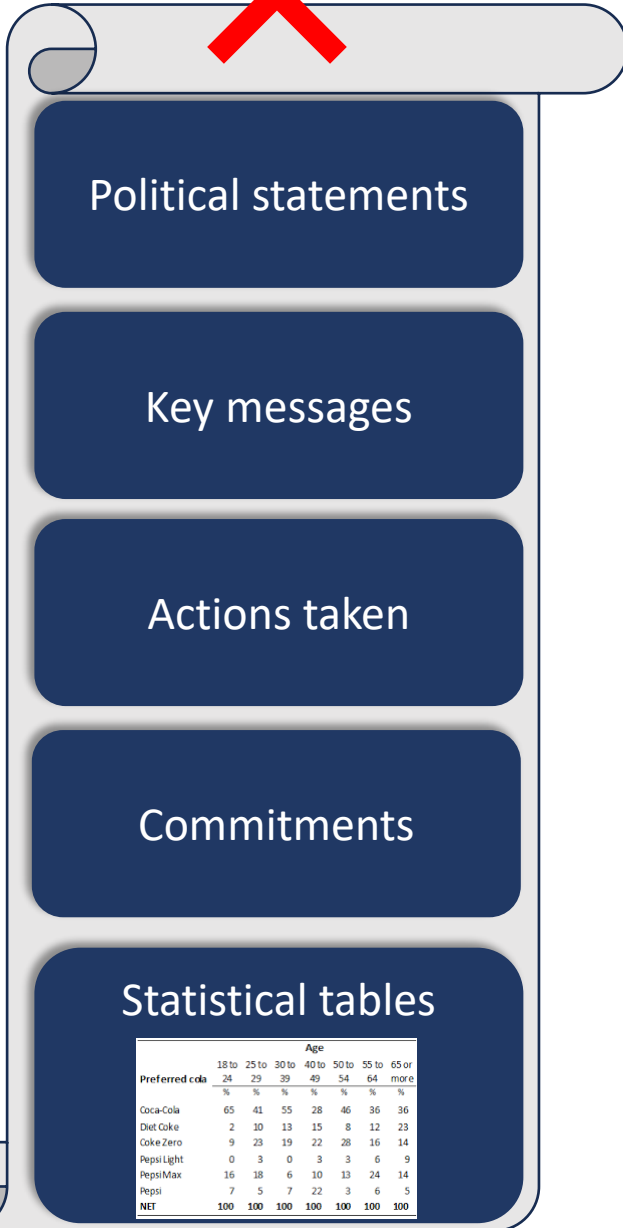 Political statements
Key messages
Actions taken
Commitments
Statistical tables
Age
18 to 25 to 30 to 40 to 50 to 55 to 65 or
Preferred cola 24 29 39 49 54 64 more
% % % % % % %
Coca-Cola 65 41 55 28 46 36 36
Diet Coke 2 10 13 15 8 12 23
Coke Zero 9 23 19 22 28 16 14
Pepsi Light 0 3 0 3 3 6 9
Pepsi Max 16 18 6 10 13 24 14
Pepsi 7 5 7 22 3 6 5
NET 100 100 100 100 100 100 100